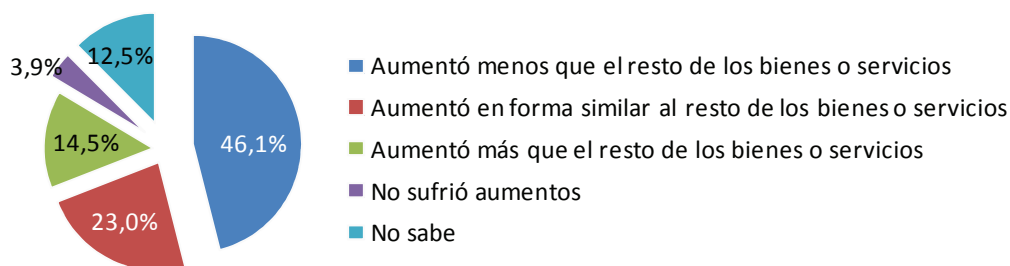 12,5%
3,9%
14,5%
46,1%
23,0%
Aumentó menos que el resto de los bienes o servicios
Aumentó en forma similar al resto de los bienes o servicios
Aumentó más que el resto de los bienes o servicios
No sufrió aumentos
No sabe